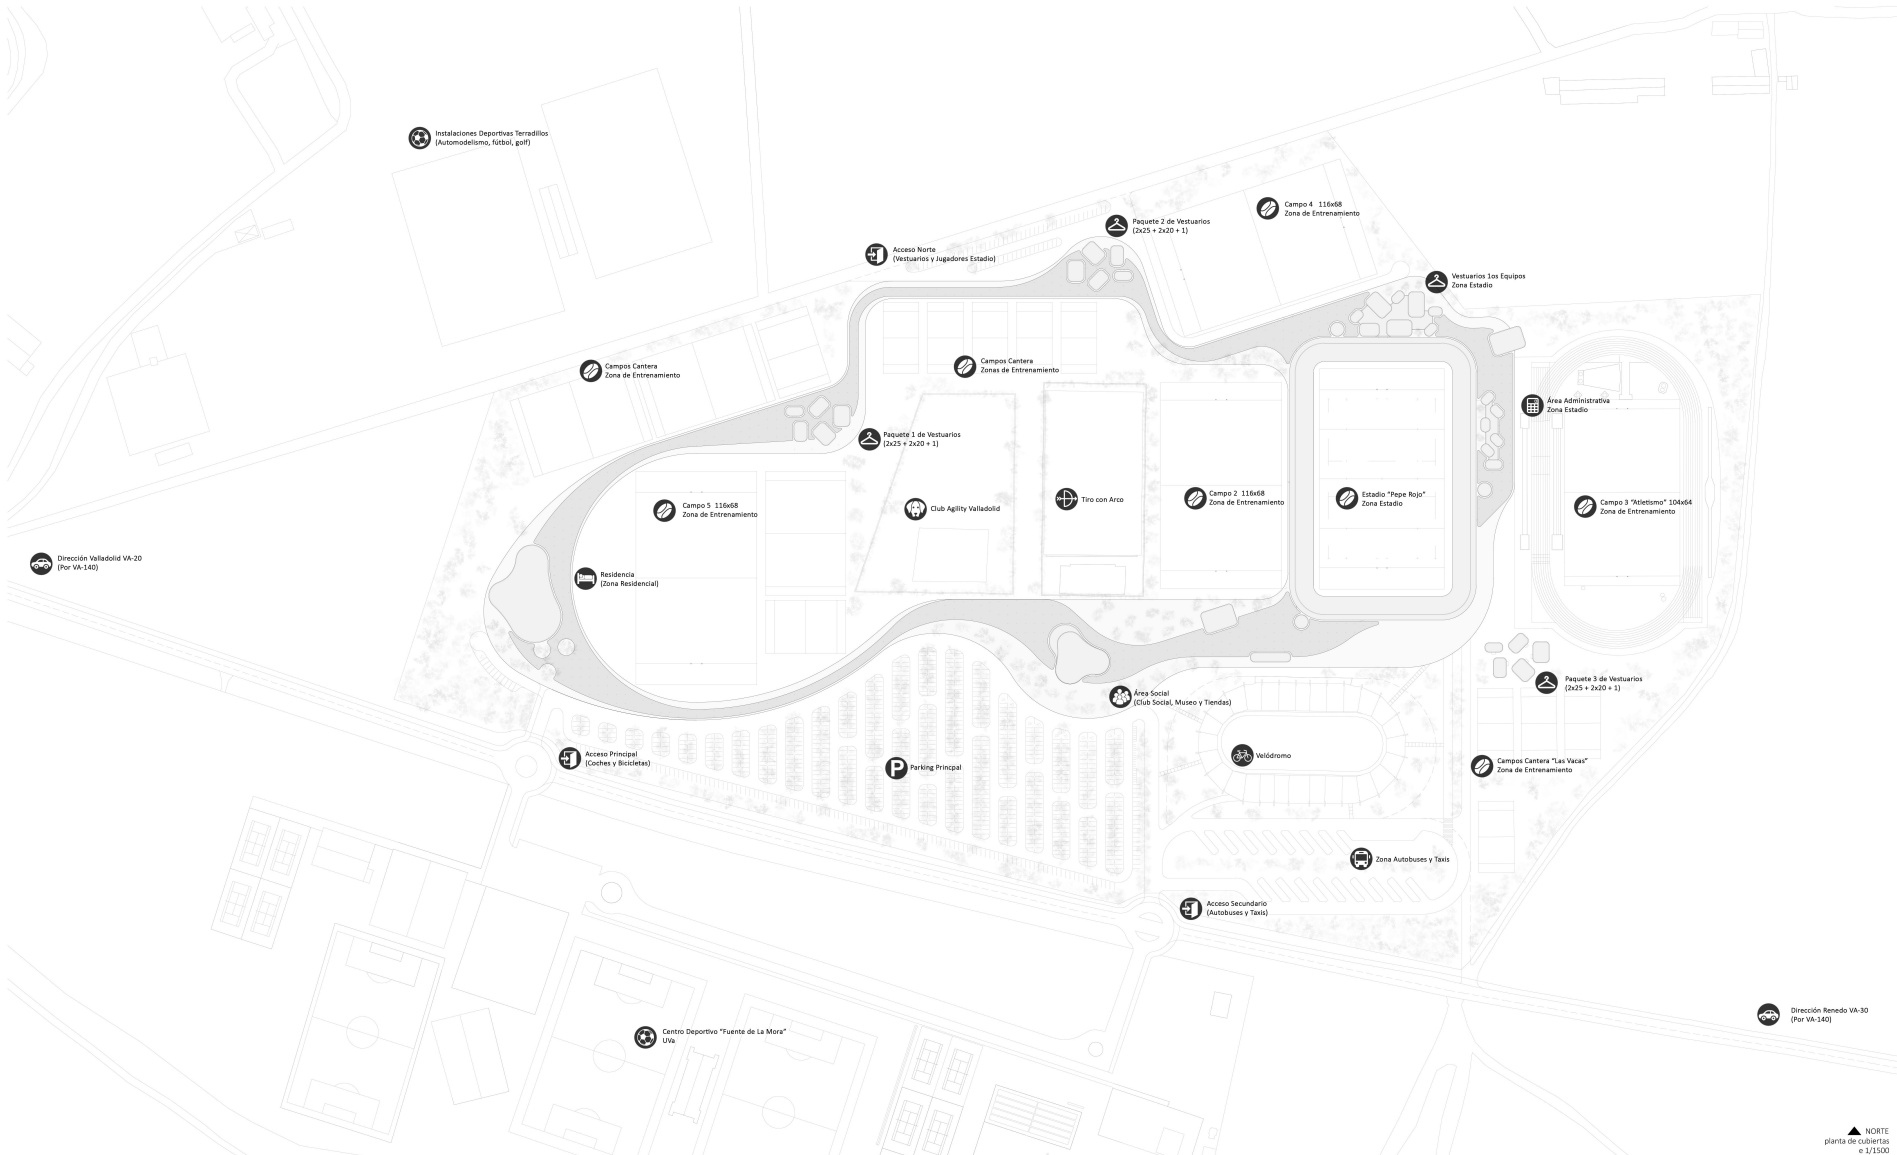 Instalaciones Deportivas Terradillos
(Automodelismo, fútbol, golf)
Campo 4   116x68
Zona de Entrenamiento
Paquete 2 de Vestuarios
(2x25 + 2x20 + 1)
Acceso Norte
(Vestuarios y Jugadores Estadio)
Vestuarios 1os Equipos
Zona Estadio
Campos Cantera
Zona de Entrenamiento
Campos Cantera
Zonas de Entrenamiento
Área Administrativa
Zona Estadio
Paquete 1 de Vestuarios
(2x25 + 2x20 + 1)
Campo 5   116x68
Zona de Entrenamiento
Club Agility Valladolid
Tiro con Arco
Campo 2   116x68
Zona de Entrenamiento
Estadio "Pepe Rojo"
Zona Estadio
Campo 3 "Atletismo" 104x64
Zona de Entrenamiento
Dirección Valladolid VA-20
(Por VA-140)
Residencia
(Zona Residencial)
Paquete 3 de Vestuarios
(2x25 + 2x20 + 1)
Área Social
(Club Social, Museo y Tiendas)
Acceso Principal
(Coches y Bicicletas)
P
Parking Princpal
Velódromo
Campos Cantera "Las Vacas"
Zona de Entrenamiento
Zona Autobuses y Taxis
Acceso Secundario
(Autobuses y Taxis)
Dirección Renedo VA-30
(Por VA-140)
Centro Deportivo "Fuente de La Mora"
UVa
NORTE
planta de cubiertas
e 1/1500